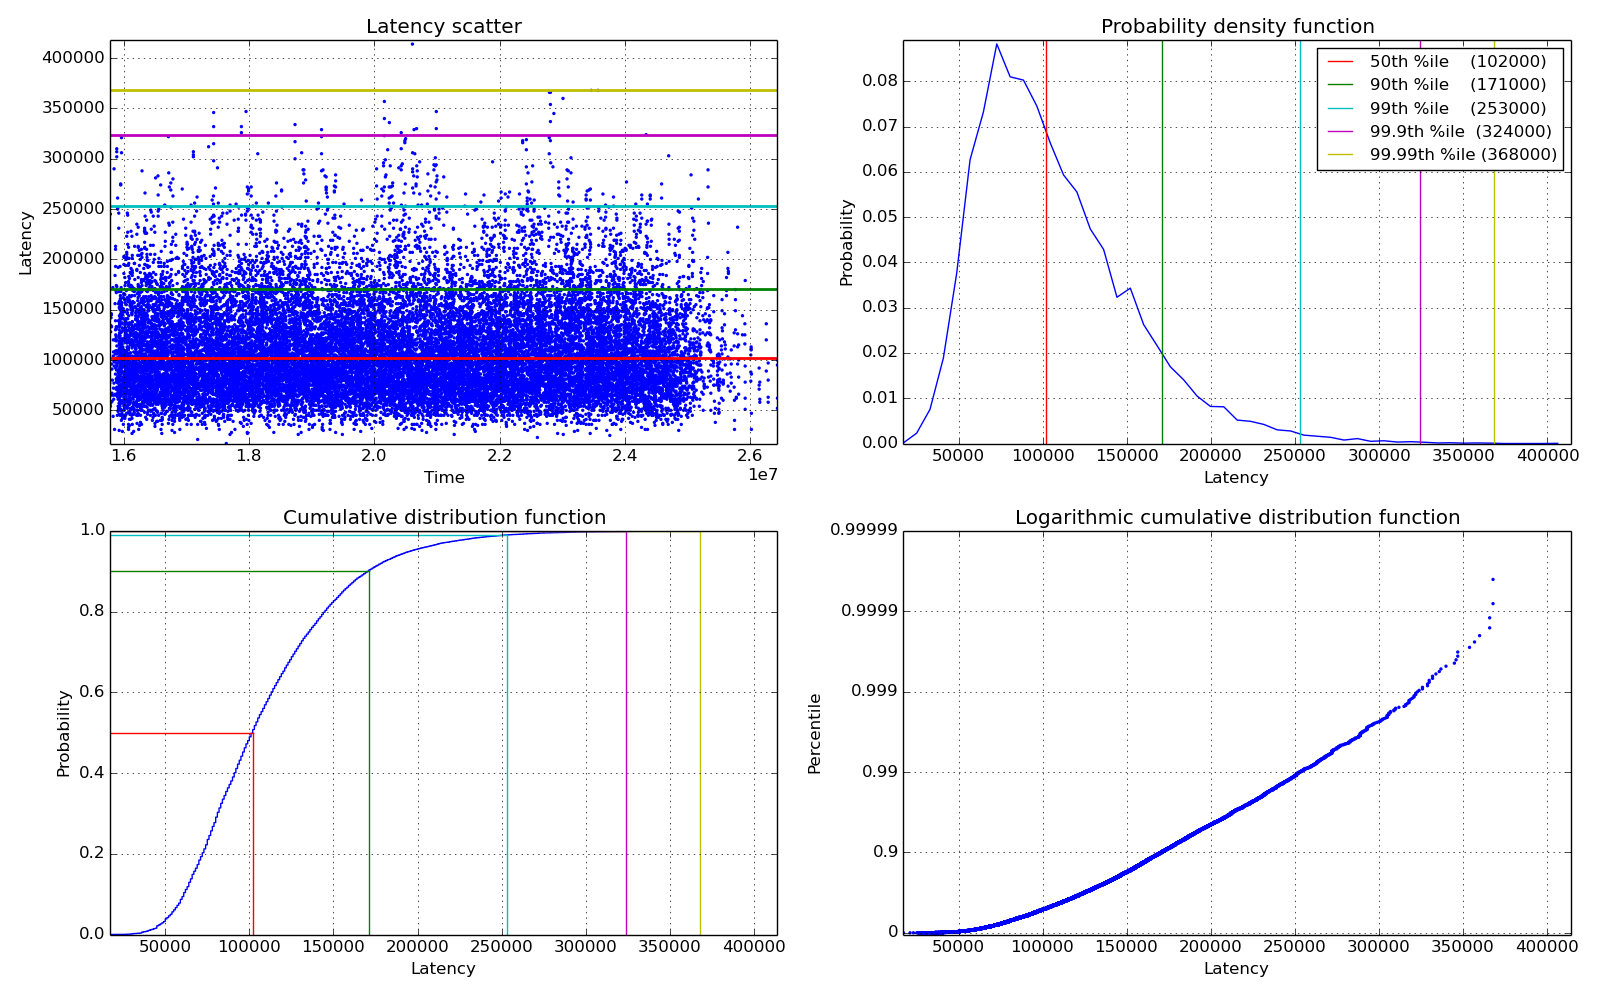 Latency scatter
400000
350000
300000
250000
200000
150000
100000
50000
Latency
1.6 1.8 2.0 2.2 2.4 2.6
1e7
Time
Probability density function
50th %ile (102000)
90th %ile (171000)
99th %ile (253000)
99.9th %ile (324000)
99.99th %ile (368000)
0.08
0.07
0.06
0.05
0.04
0.03
0.02
0.01
0.00
Probability
50000 100000 150000 200000 250000 300000 350000 400000
Latency
Cumulative distribution function
1.0
0.8
0.6
0.4
0.2
0.0
Probability
50000 100000 150000 200000 250000 300000 350000 400000
Latency
Logarithmic cumulative distribution function
0.99999
0.9999
0.999
0.99
0.9
0
Percentile
50000 100000 150000 200000 250000 300000 350000 400000
Latency